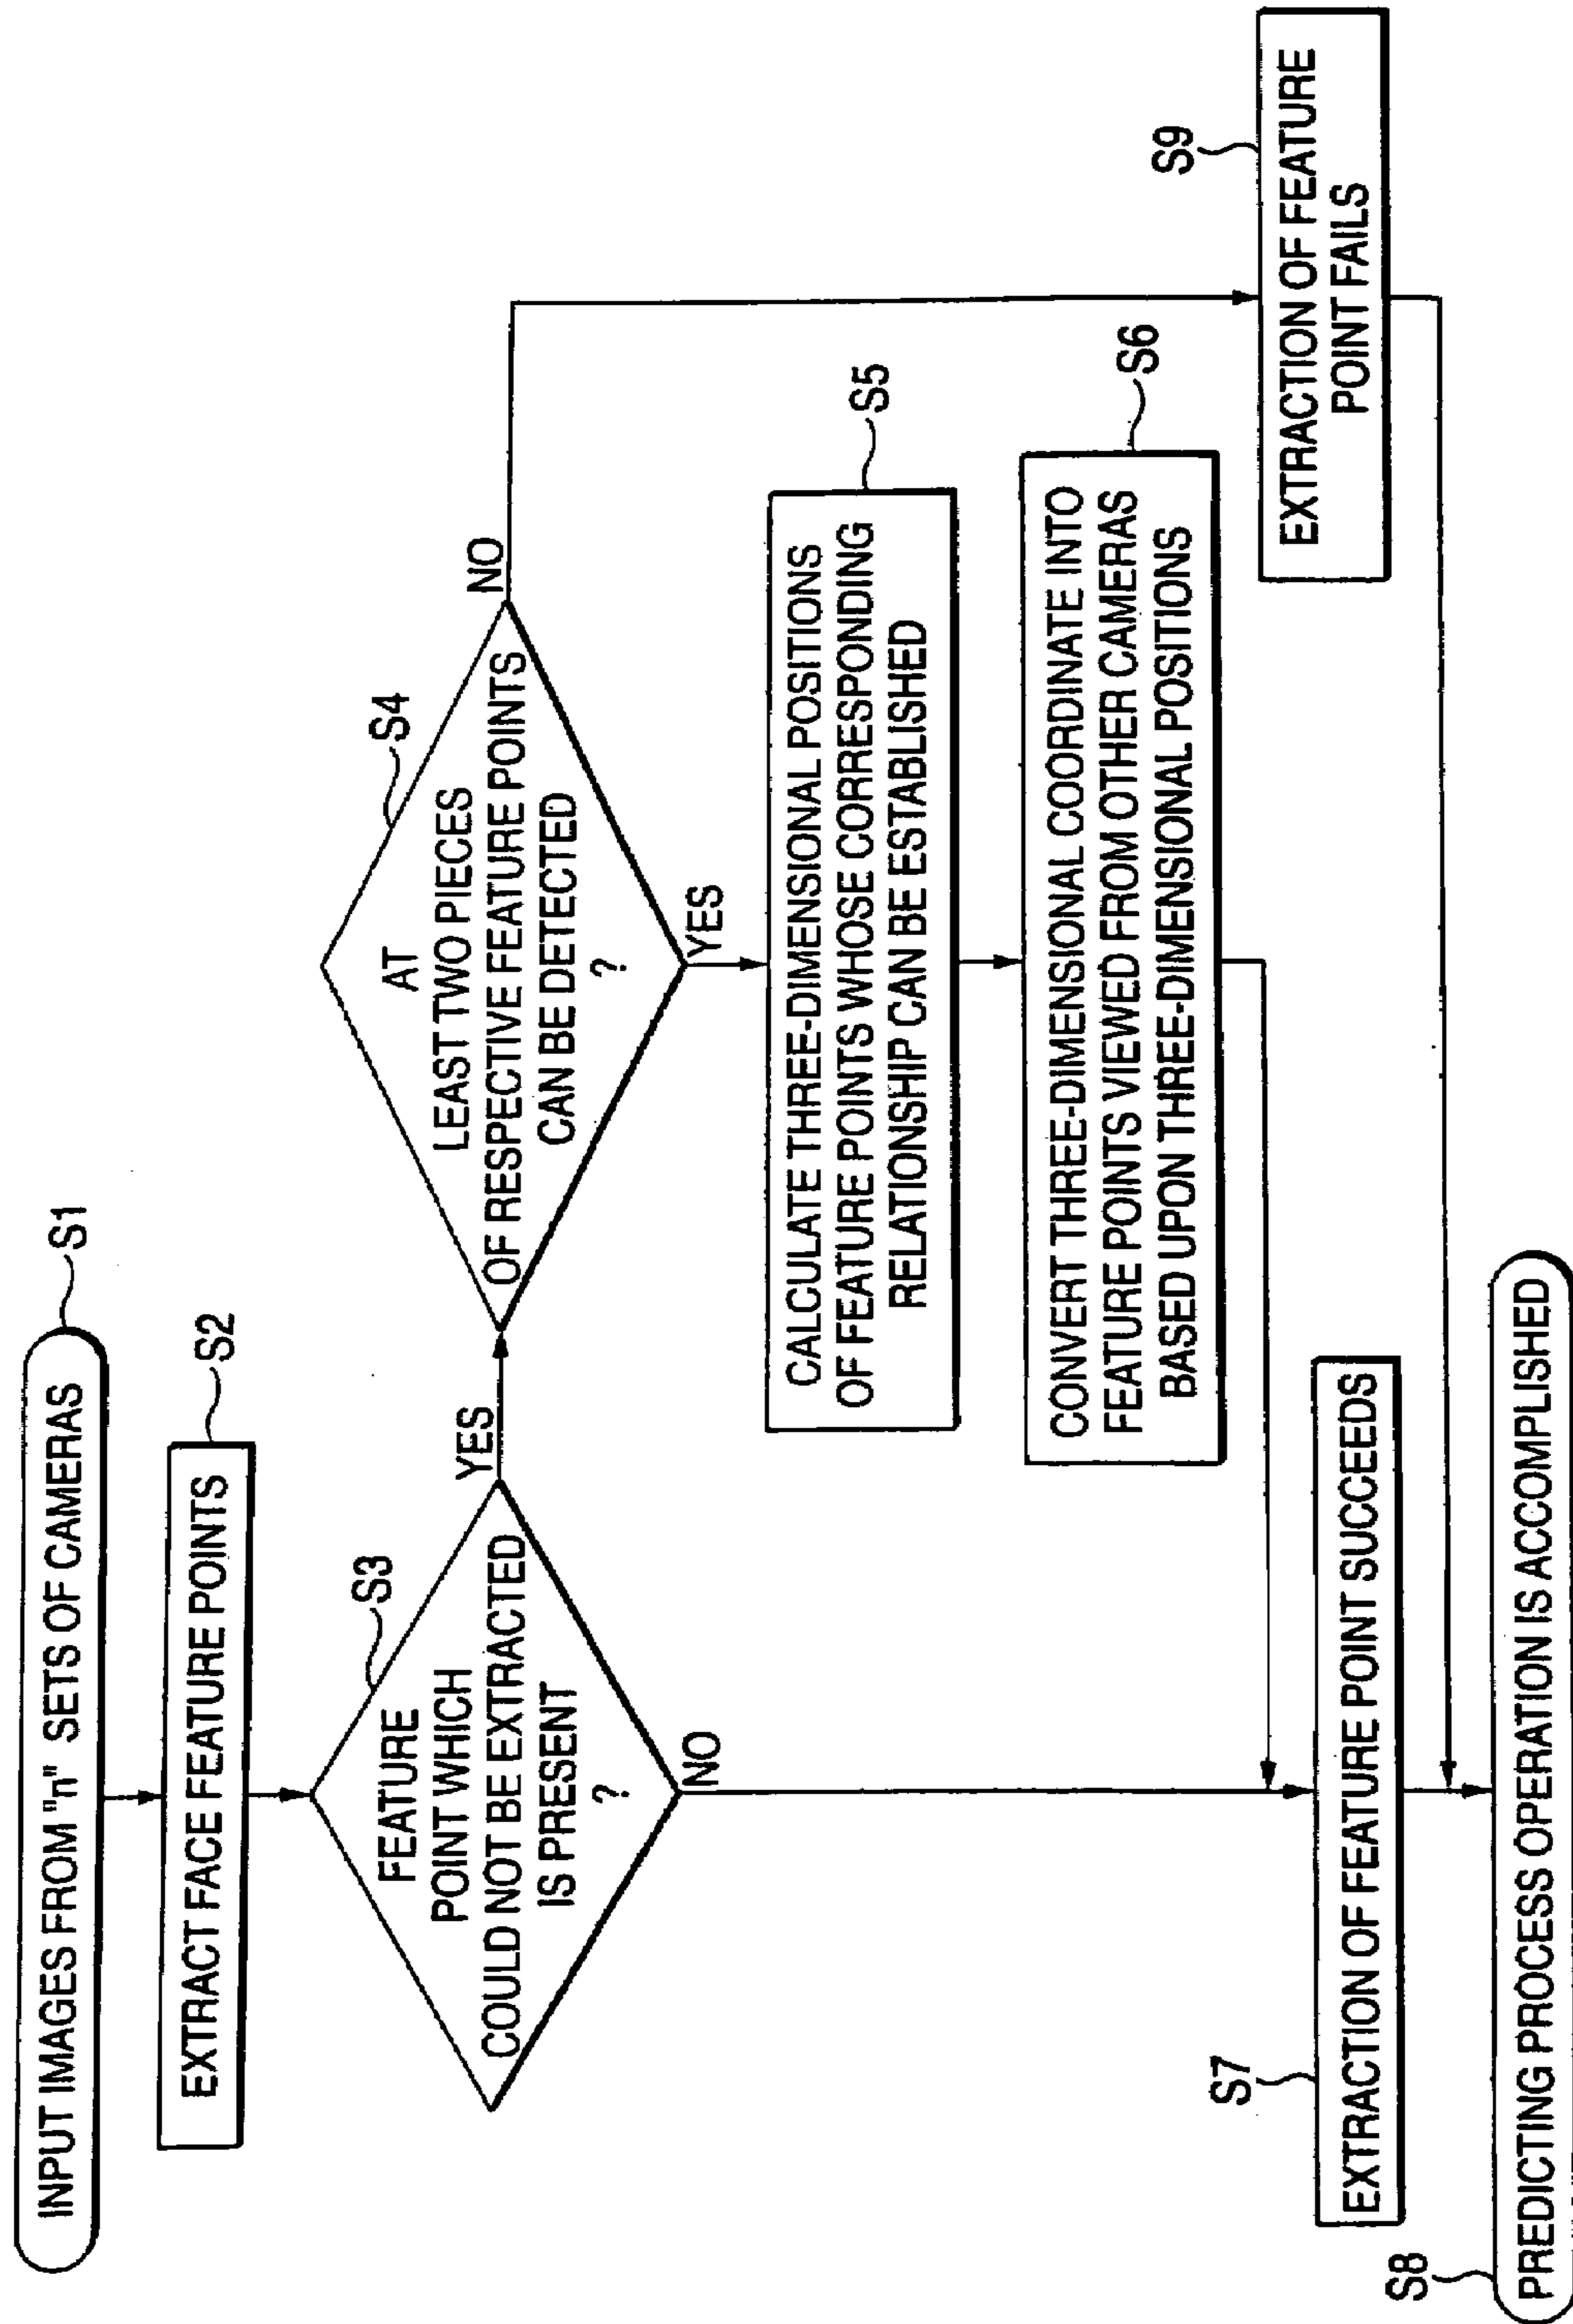 INPUT IMAGES FROM "n" SETS OF CAMERAS
S1
EXTRACT FACE FEATURE POINTS
S2
S3
FEATURE
POINT WHICH
COULD NOT BE EXTRACTED
IS PRESENT
?
YES
NO
S4
AT
LEAST TWO PIECES
OF RESPECTIVE FEATURE POINTS
CAN BE DETECTED
?
NO
YES
S5
CALCULATE THREE-DIMENSIONAL POSITIONS
OF FEATURE POINTS WHOSE CORRESPONDING
RELATIONSHIP CAN BE ESTABLISHED
S6
CONVERT THREE-DIMENSIONAL COORDINATE INTO
FEATURE POINTS VIEWED FROM OTHER CAMERAS
BASED UPON THREE-DIMENSIONAL POSITIONS
S7
EXTRACTION OF FEATURE POINT SUCCEEDS
S9
EXTRACTION OF FEATURE
POINT FAILS
S8
PREDICTING PROCESS OPERATION IS ACCOMPLISHED